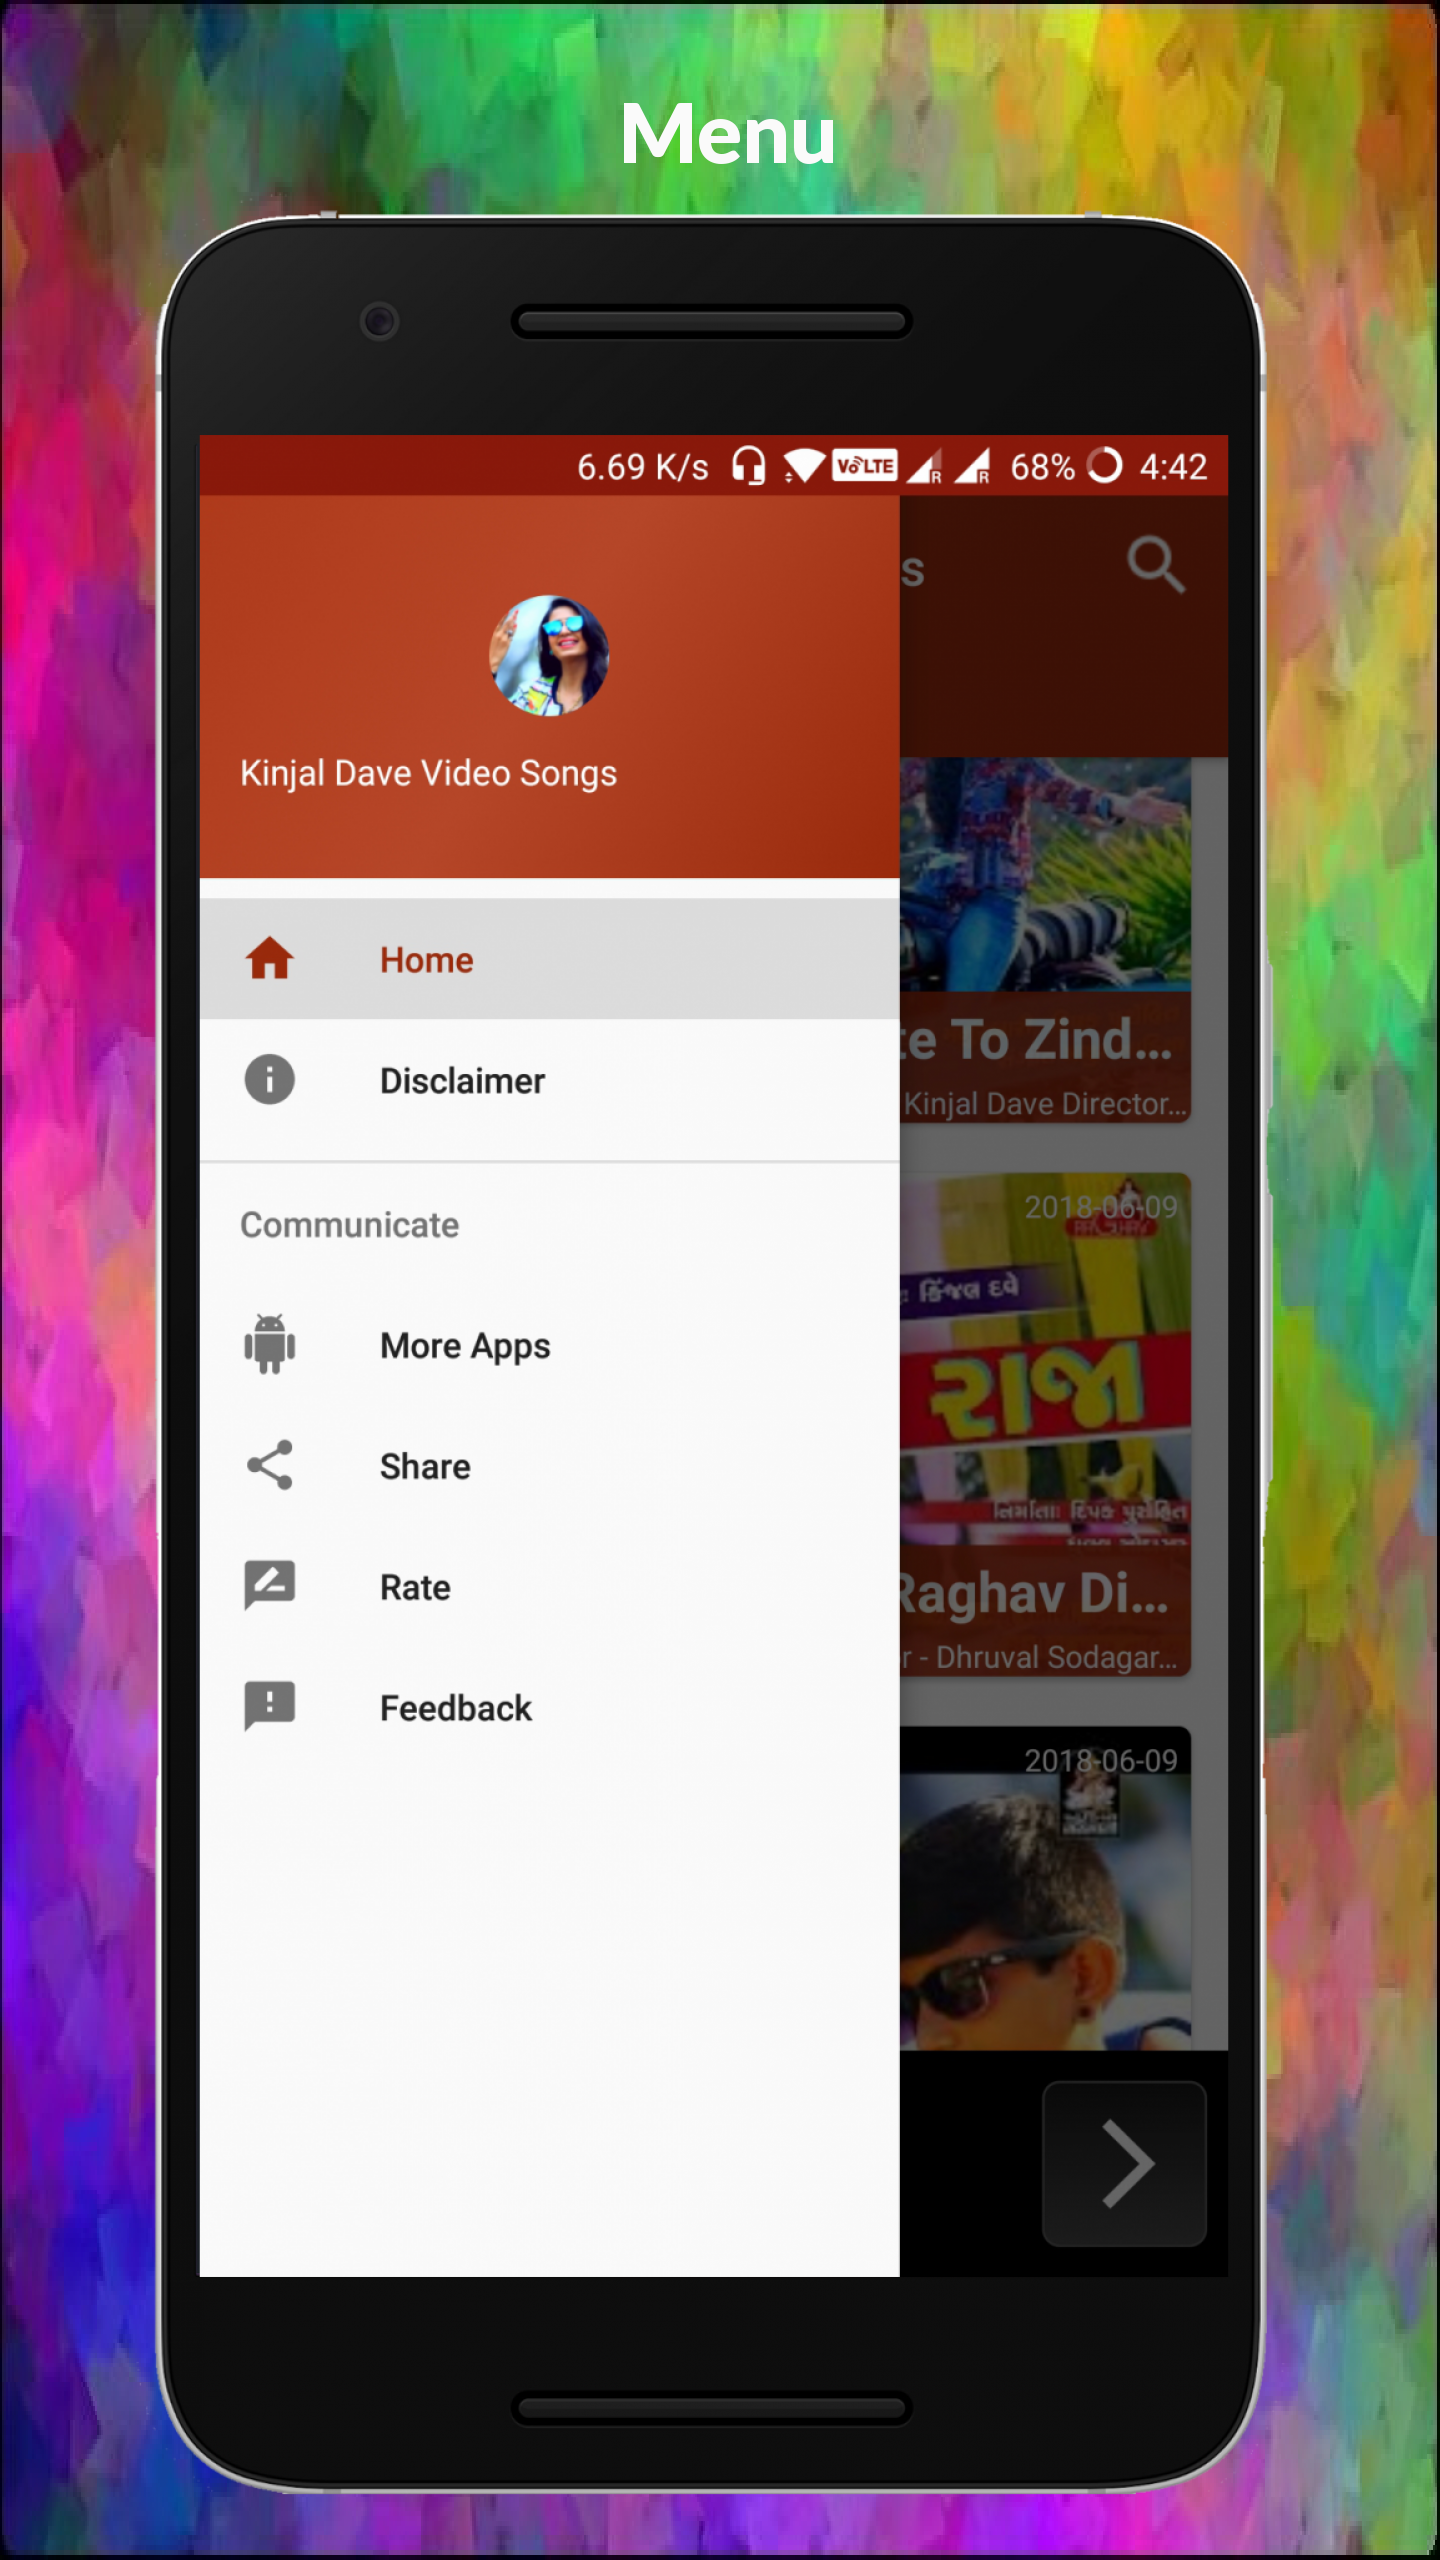 Menu
6.69 K/s VoLTE R R 68% 4:42
s
Kinjal Dave Video Songs
Home
Disclaimer
te To Zind...
Kinjal Dave Director...
Communicate
2018-06-09
: કિંજલ દવે
More Apps
રાજા
Share
નિર્માતાઃ દિપક પુરોહિત
Rate
Raghav Di...
r - Dhruval Sodagar...
Feedback
2018-06-09